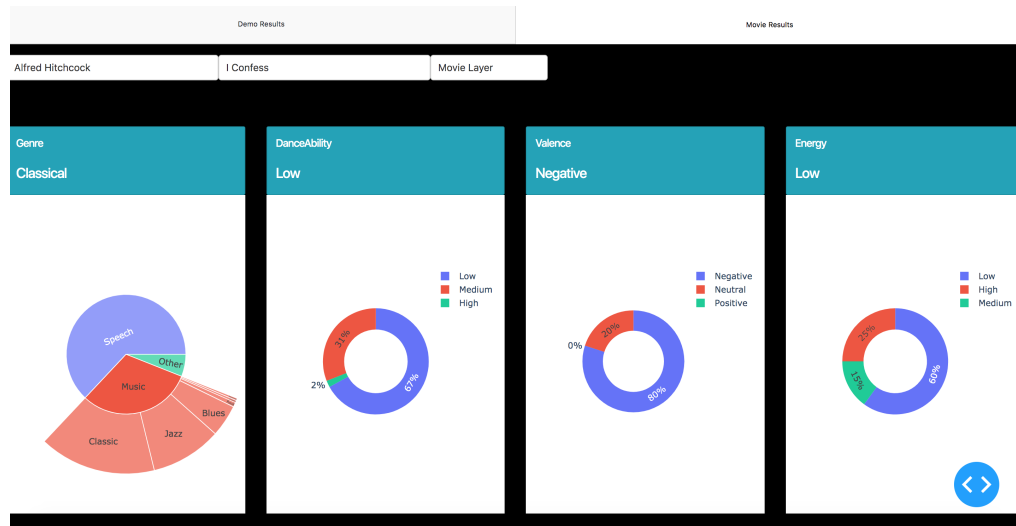 Demo Results
Movie Results
Alfred Hitchcock
I Confess
Movie Layer
Genre
Classical
DanceAbility
Low
Valence
Negative
Energy
Low
Speech
Other
Music
Blues
Jazz
Classic
Low
Medium
High
31%
2%
67%
Negative
Neutral
Positive
20%
0%
80%
Low
High
Medium
25%
15%
60%